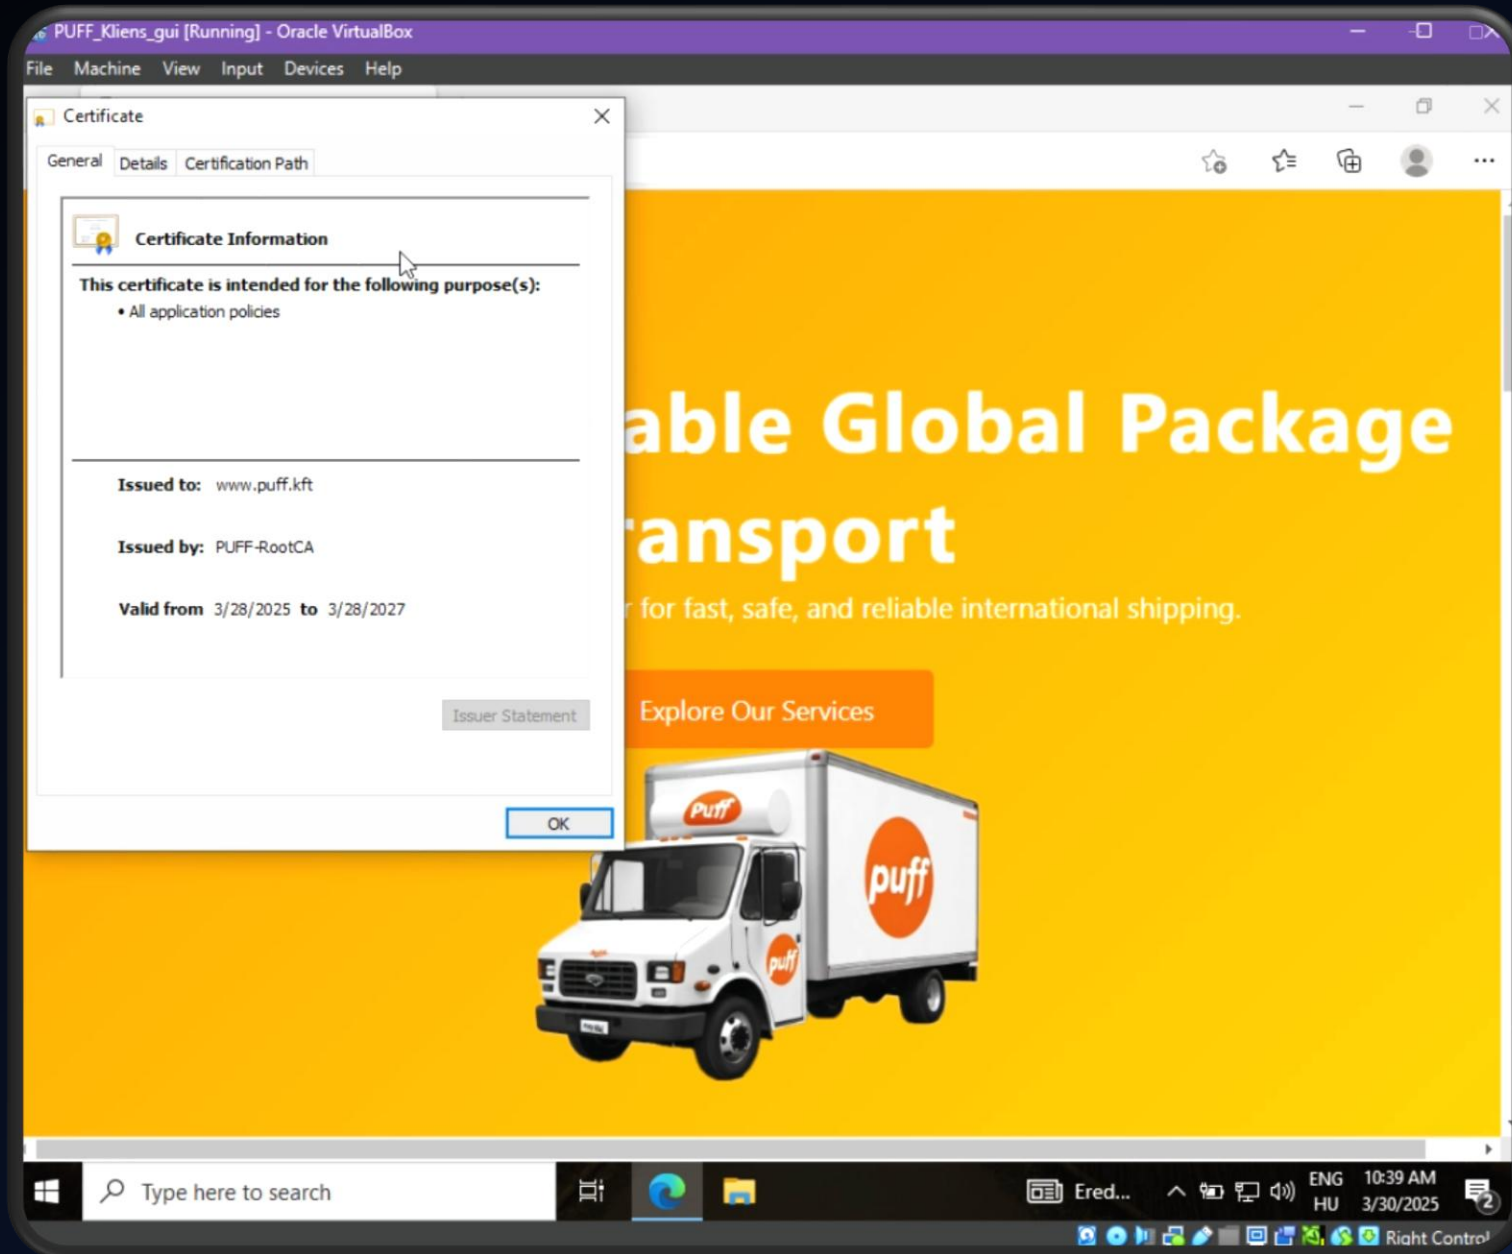 PUFF_Kliens_gui [Running] - Oracle VirtualBox
File Machine View Input Devices Help
Certificate
General Details Certification Path
Certificate Information
This certificate is intended for the following purpose(s):
• All application policies
Issued to: www.puff.kft
Issued by: PUFF-RootCA
Valid from 3/28/2025 to 3/28/2027
Issuer Statement
OK
able Global Package
ransport
r for fast, safe, and reliable international shipping.
Explore Our Services
Puff
puff
puff
Type here to search
Ered...
ENG
HU
10:39 AM
3/30/2025
2
Right Control